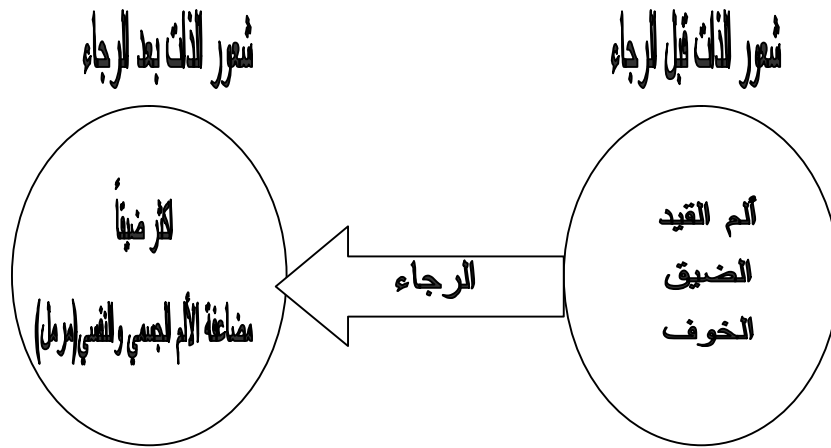 شعور الذات قبل الرجاء
شعور الذات بعد الرجاء
ألم القيد
الضيق
الخوف
الرجاء
اكثر ضيقاً
مضاعفة الألم الجسمي والنفسي(مرمل)